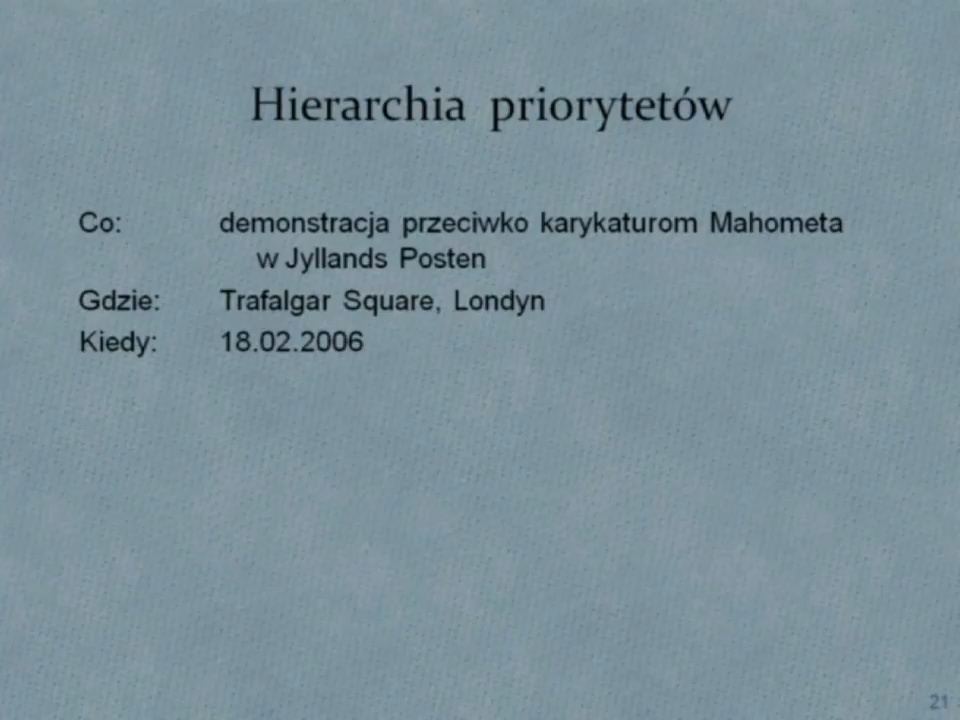 Hierarchia priorytetów
Co: demonstracja przeciwko karykaturom Mahometa
w Jyllands Posten
Gdzie: Trafalgar Square, Londyn
Kiedy: 18.02.2006
21